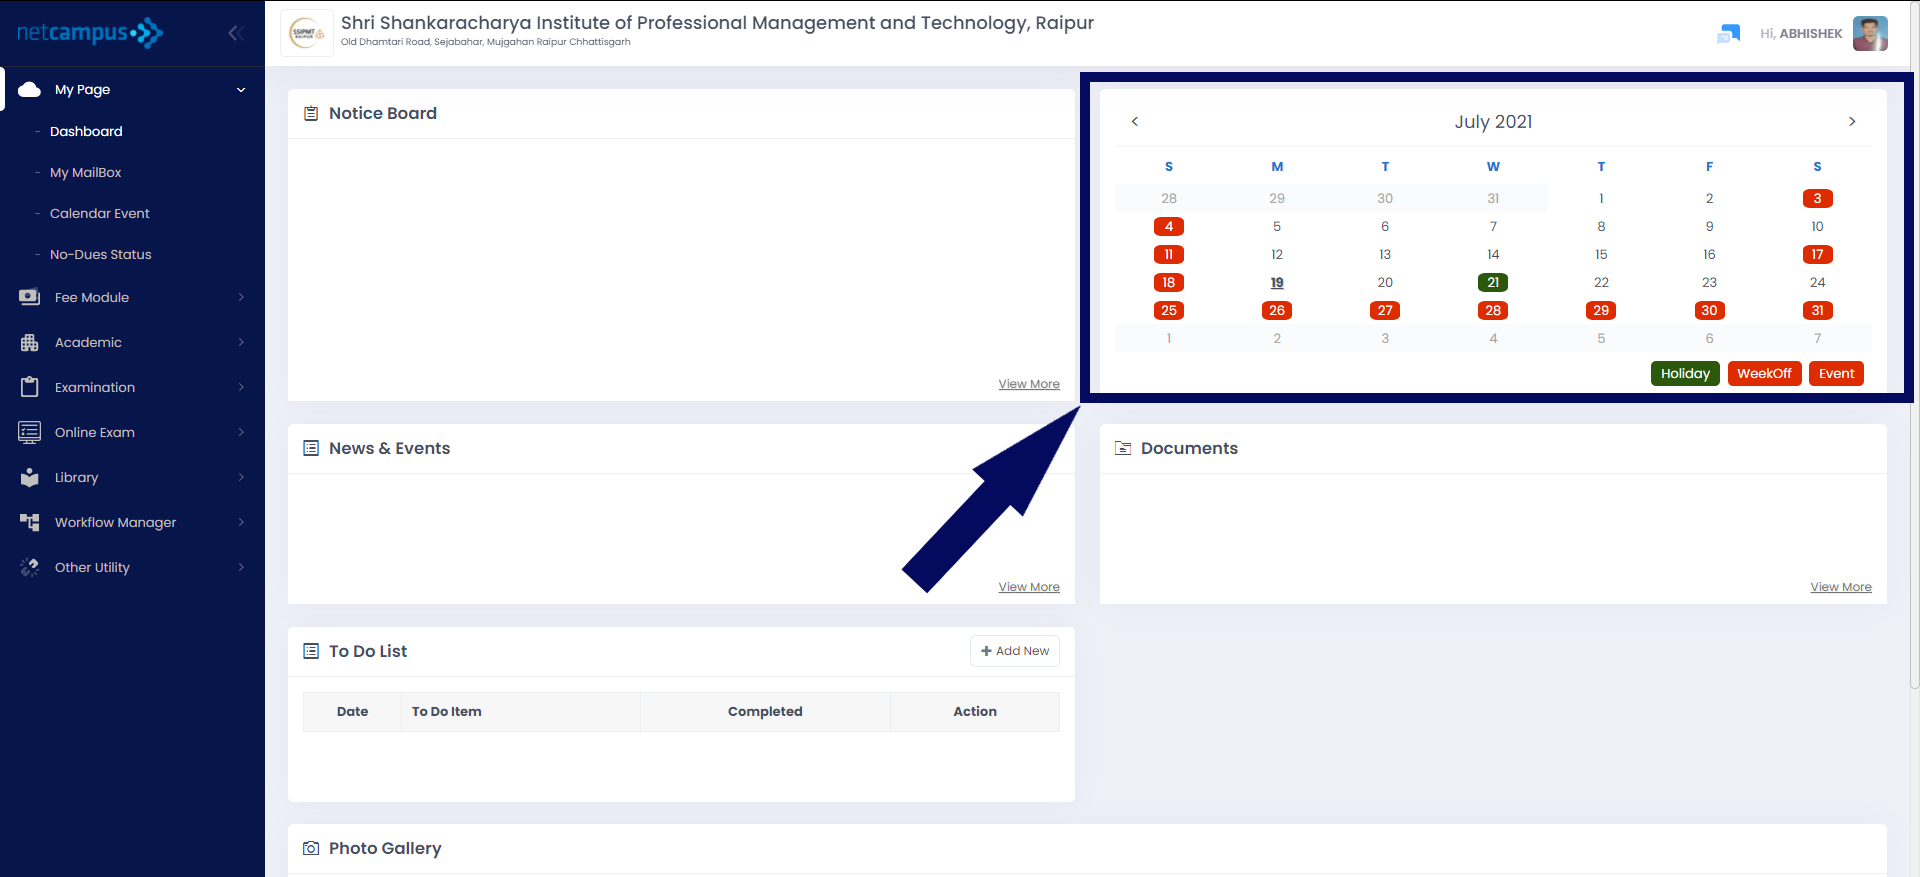 netcampus
SSIPMT
RAIPUR
Shri Shankaracharya Institute of Professional Management and Technology, Raipur
Old Dhamtari Road, Sejabahar, Mujgahan Raipur Chhattisgarh
Hi, ABHISHEK
My Page
- Dashboard
- My MailBox
- Calendar Event
- No-Dues Status
Fee Module
Academic
Examination
Online Exam
Library
Workflow Manager
Other Utility
Notice Board
View More
< July 2021 >
S M T W T F S
28 29 30 31 1 2 3
4 5 6 7 8 9 10
11 12 13 14 15 16 17
18 19 20 21 22 23 24
25 26 27 28 29 30 31
1 2 3 4 5 6 7
Holiday WeekOff Event
News & Events
View More
Documents
View More
To Do List
+ Add New
Date To Do Item Completed Action
Photo Gallery